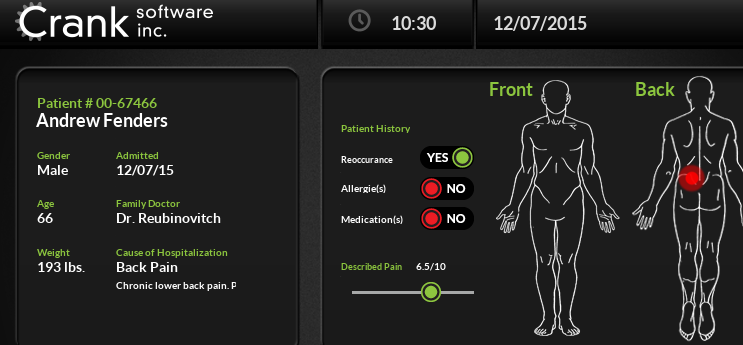 Crank software inc.
10:30
12/07/2015
Patient # 00-67466
Andrew Fenders
Gender
Male
Admitted
12/07/15
Age
66
Family Doctor
Dr. Reubinovitch
Weight
193 lbs.
Cause of Hospitalization
Back Pain
Chronic lower back pain. P
Front
Back
Patient History
Reoccurance
YES
Allergie(s)
NO
Medication(s)
NO
Described Pain
6.5/10